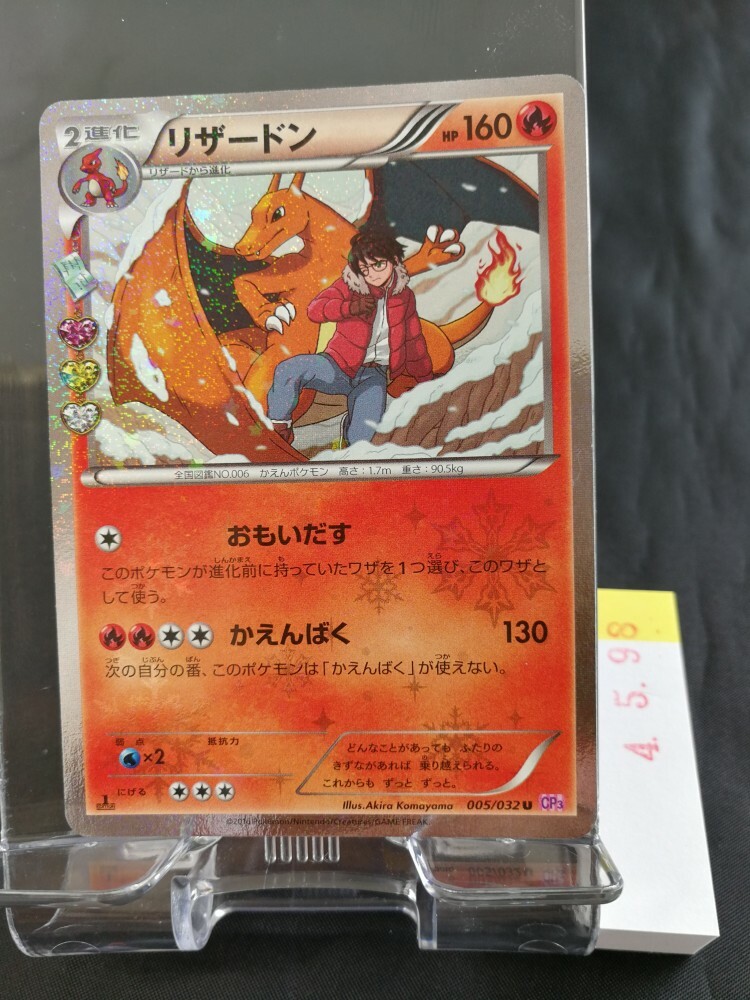 2進化 リザードン HP 160
リザードから進化
全国図鑑NO.006 かえんポケモン 高さ:1.7m 重さ:90.5kg
おもいだす
このポケモンが進化前に持っていたワザを1つ選び、このワザと
して使う。
かえんばく 130
次の自分の番、このポケモンは「かえんばく」が使えない。
弱点 抵抗力
×2
にげる
どんなことがあっても ふたりの
きずながあれば 乗り越えられる。
これからも ずっと ずっと。
Illus.Akira Komayama 005/032 U CP3
©2016 Pokémon/Nintendo/Creatures/GAME FREAK.
4.5.98